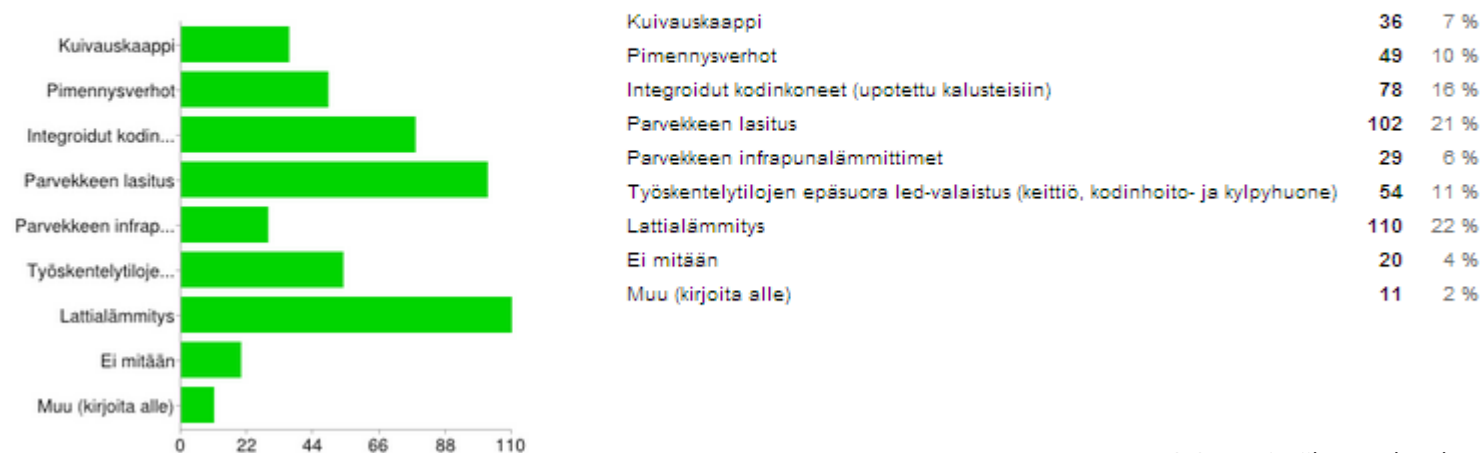 Kuivauskaappi
Pimennysverhot
Integroidut kodin...
Parvekkeen lasitus
Parvekkeen infrap...
Työskentelytiloje...
Lattialämmitys
Ei mitään
Muu (kirjoita alle)
0 22 44 66 88 110
Kuivauskaappi 36 7 %
Pimennysverhot 49 10 %
Integroidut kodinkoneet (upotettu kalusteisiin) 78 16 %
Parvekkeen lasitus 102 21 %
Parvekkeen infrapunalämmittimet 29 6 %
Työskentelytilojen epäsuora led-valaistus (keittiö, kodinhoito- ja kylpyhuone) 54 11 %
Lattialämmitys 110 22 %
Ei mitään 20 4 %
Muu (kirjoita alle) 11 2 %